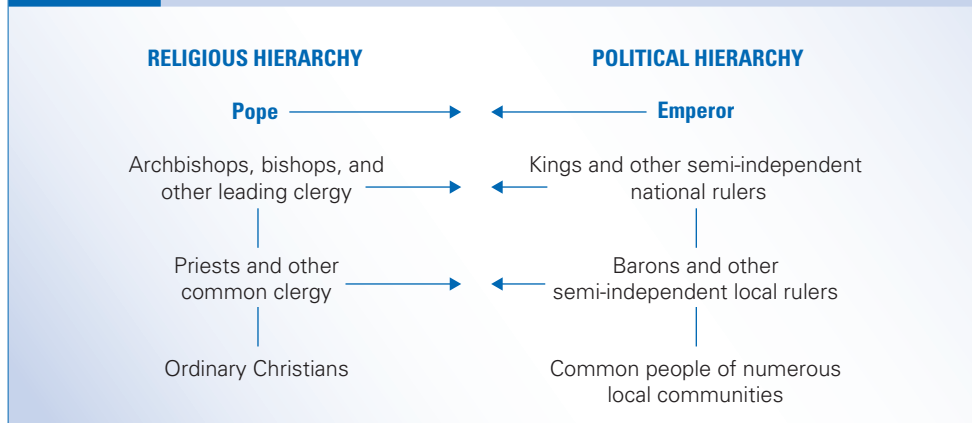 RELIGIOUS HIERARCHY
POLITICAL HIERARCHY
Pope
Emperor
Archbishops, bishops, and
other leading clergy
Kings and other semi-independent
national rulers
Priests and other
common clergy
Barons and other
semi-independent local rulers
Ordinary Christians
Common people of numerous
local communities